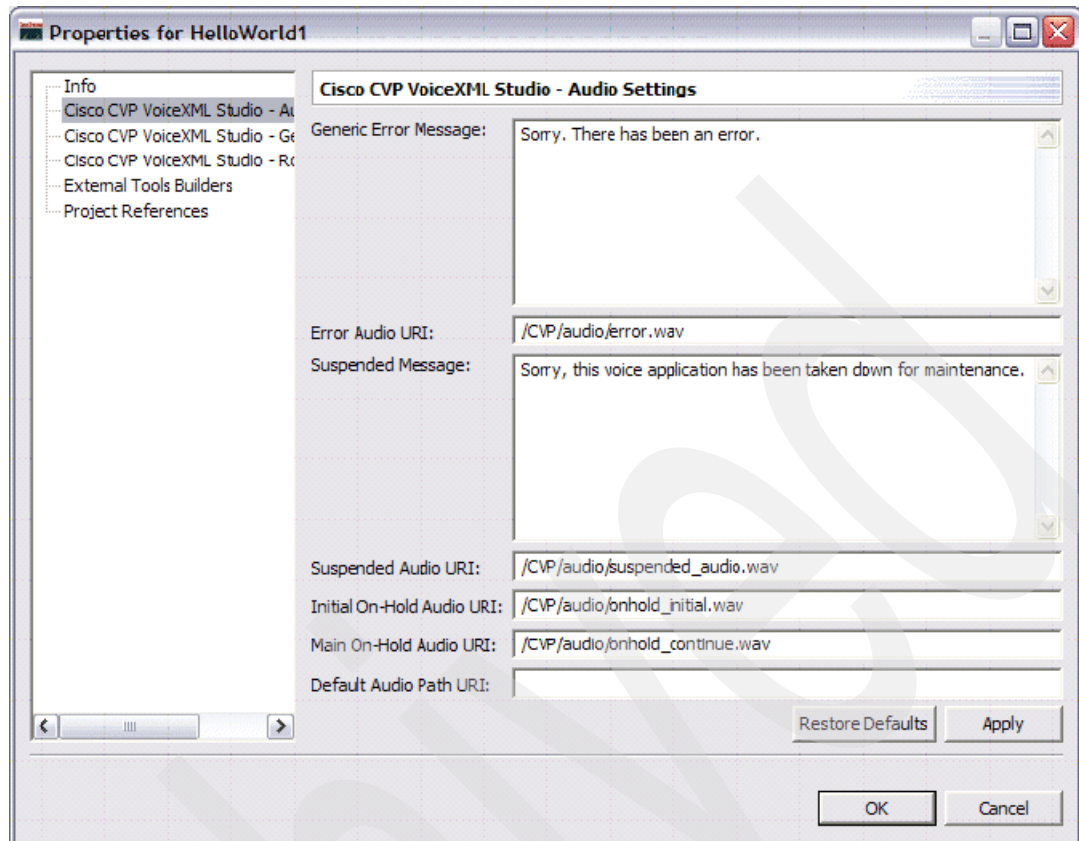 Properties for HelloWorld1
Info
Cisco CVP VoiceXML Studio - Au
Cisco CVP VoiceXML Studio - Ge
Cisco CVP VoiceXML Studio - Ro
External Tools Builders
Project References
Cisco CVP VoiceXML Studio - Audio Settings
Generic Error Message: Sorry. There has been an error.
Error Audio URI: /CVP/audio/error.wav
Suspended Message: Sorry, this voice application has been taken down for maintenance.
Suspended Audio URI: /CVP/audio/suspended_audio.wav
Initial On-Hold Audio URI: /CVP/audio/onhold_initial.wav
Main On-Hold Audio URI: /CVP/audio/onhold_continue.wav
Default Audio Path URI:
Restore Defaults Apply
OK Cancel